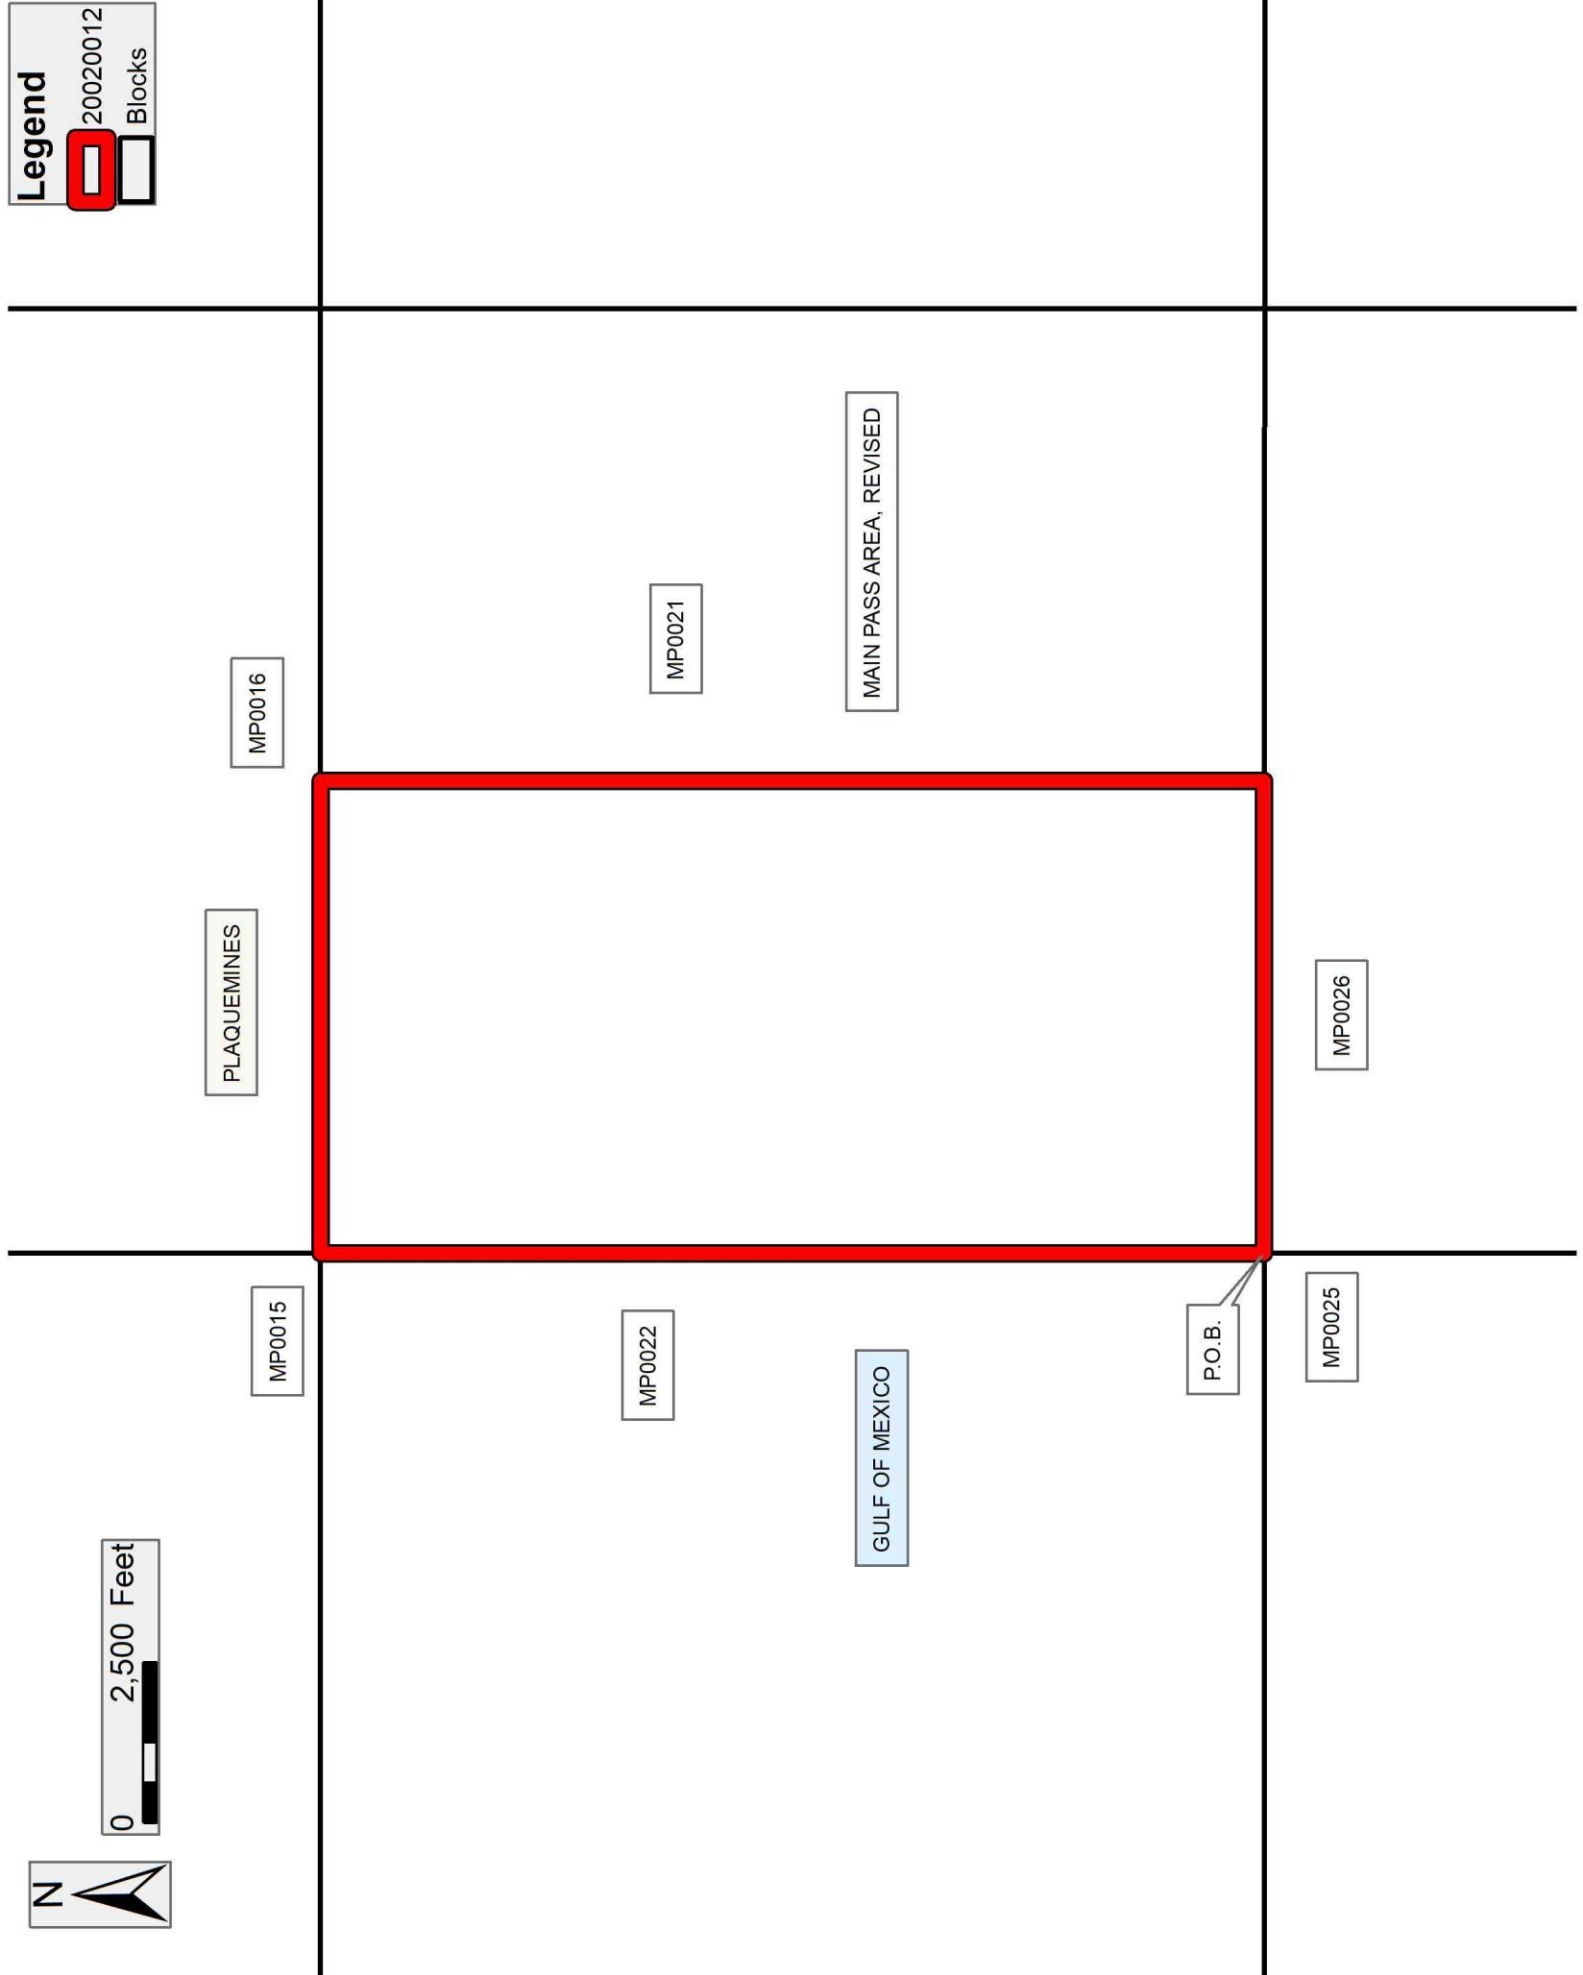 N
0 2,500 Feet
Legend
20020012
Blocks
PLAQUEMINES
MP0016
MP0015
MP0022
MP0021
MAIN PASS AREA, REVISED
GULF OF MEXICO
P.O.B.
MP0025
MP0026